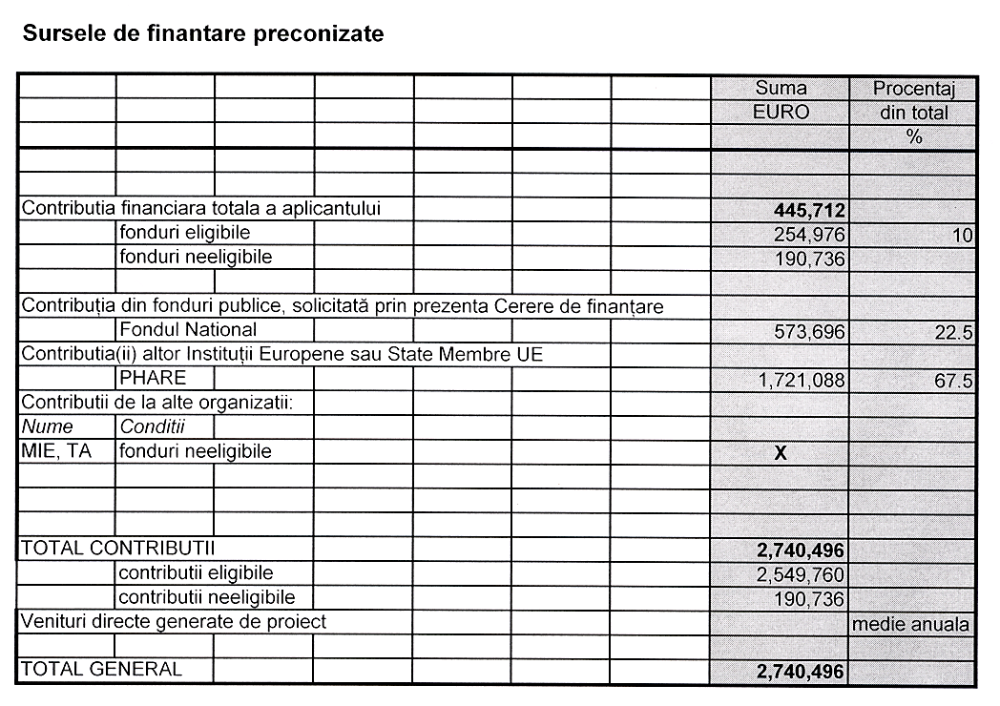 Sursele de finantare preconizate
Suma Procentaj
EURO din total
%
Contributia financiara totala a aplicantului 445,712
fonduri eligibile 254,976 10
fonduri neeligibile 190,736
Contribuția din fonduri publice, solicitată prin prezenta Cerere de finanțare
Fondul National 573,696 22.5
Contributia(ii) altor Instituții Europene sau State Membre UE
PHARE 1,721,088 67.5
Contributii de la alte organizatii:
Nume Conditii
MIE, TA fonduri neeligibile X
TOTAL CONTRIBUTII 2,740,496
contributii eligibile 2,549,760
contributii neeligibile 190,736
Venituri directe generate de proiect medie anuala
TOTAL GENERAL 2,740,496